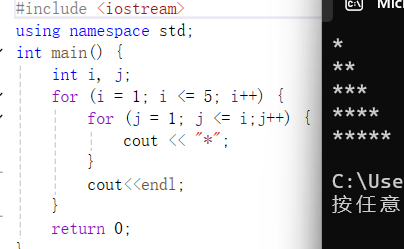 #include <iostream>
using namespace std;
int main() {
    int i, j;
    for (i = 1; i <= 5; i++) {
        for (j = 1; j <= i;j++) {
            cout << "*";
        }
        cout<<endl;
    }
    return 0;
}
Mic
*
**
***
****
*****
C:\Use
按任意